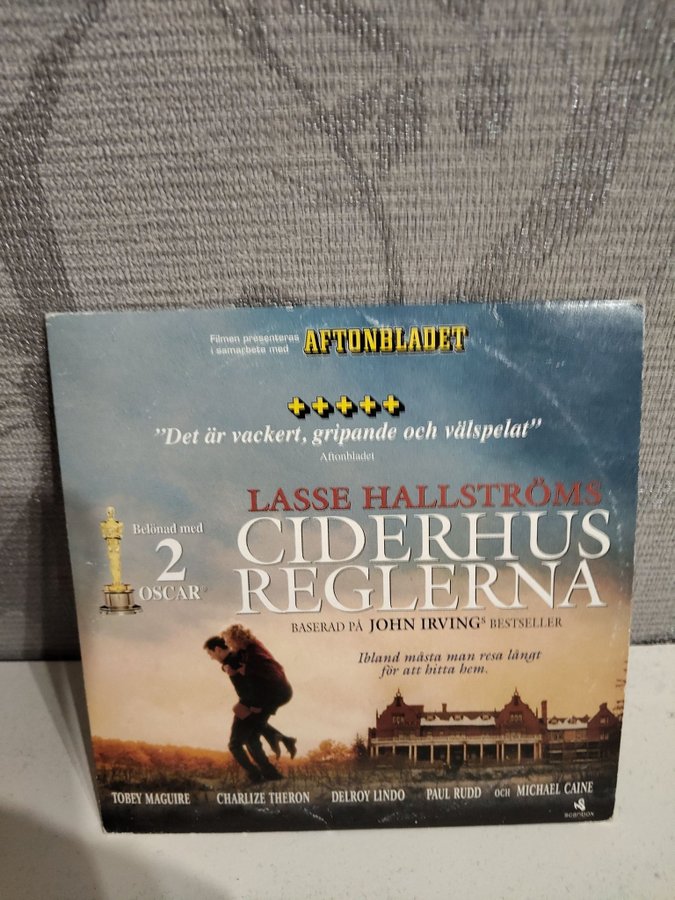 Filmen presenteras
i samarbete med
AFTONBLADET
"Det är vackert, gripande och välspelat"
Aftonbladet
LASSE HALLSTRÖMS
CIDERHUS
REGLERNA
Belönad med
2
OSCAR®
BASERAD PÅ JOHN IRVINGS BESTSELLER
Ibland måsta man resa långt
för att hitta hem.
TOBEY MAGUIRE CHARLIZE THERON DELROY LINDO PAUL RUDD OCH MICHAEL CAINE
scanbox